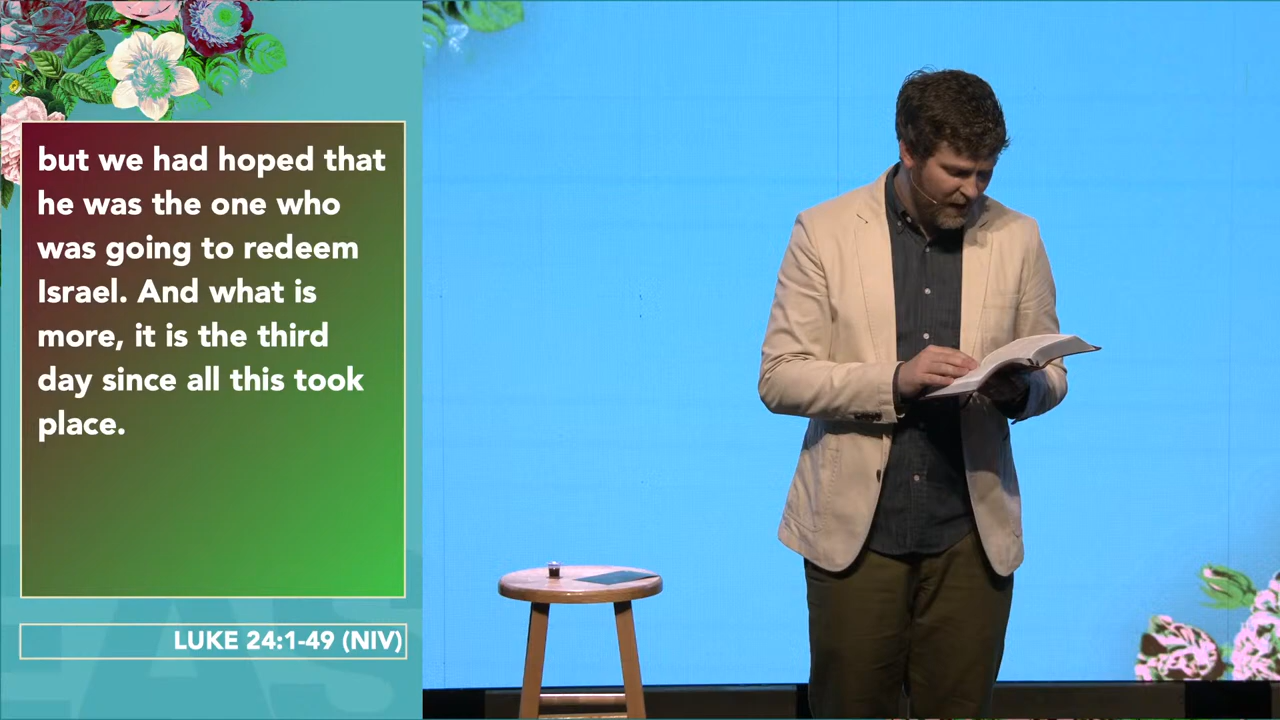 but we had hoped that
he was the one who
was going to redeem
Israel. And what is
more, it is the third
day since all this took
place.
LUKE 24:1-49 (NIV)